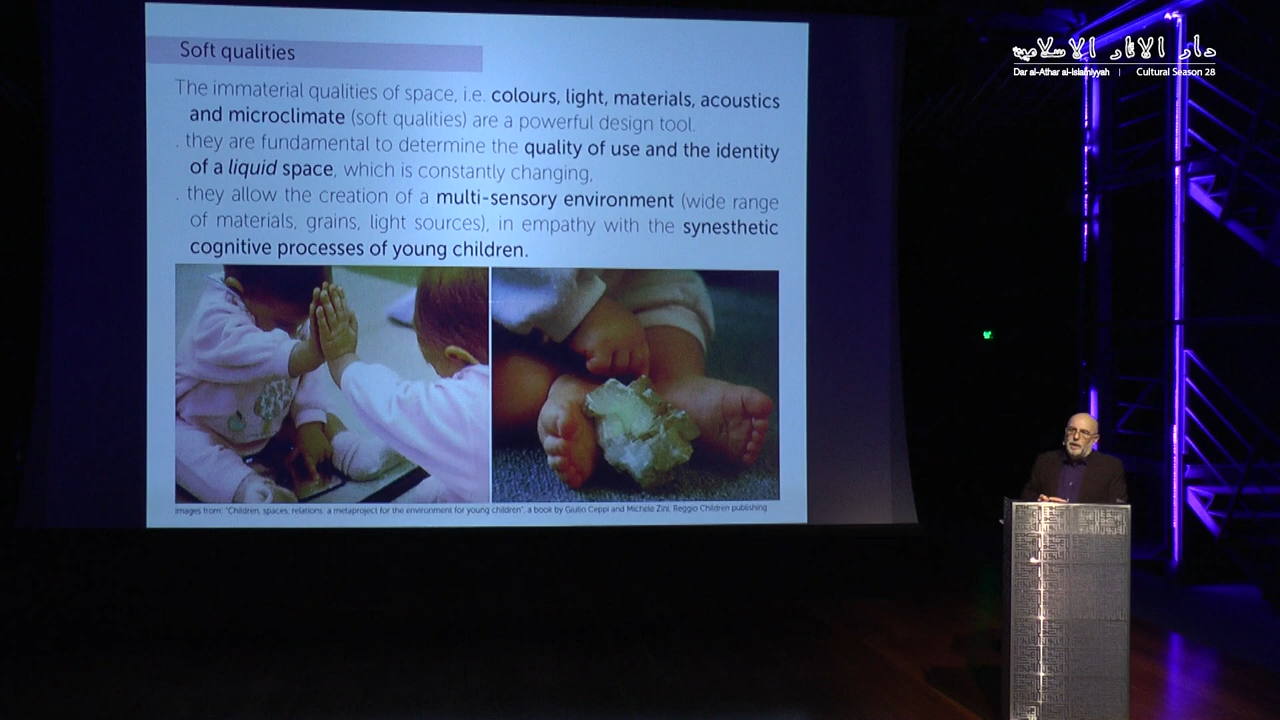 Soft qualities
The immaterial qualities of space, i.e. colours, light, materials, acoustics
and microclimate (soft qualities) are a powerful design tool.
. they are fundamental to determine the quality of use and the identity
of a liquid space, which is constantly changing,
. they allow the creation of a multi-sensory environment (wide range
of materials, grains, light sources), in empathy with the synesthetic
cognitive processes of young children.
Images from: "Children, spaces, relations: a metaproject for the environment for young children", a book by Giulio Ceppi and Michele Zini, Reggio Children publishing
دار الآثار الإسلامية
Dar al-Athar al-Islamiyyah | Cultural Season 28